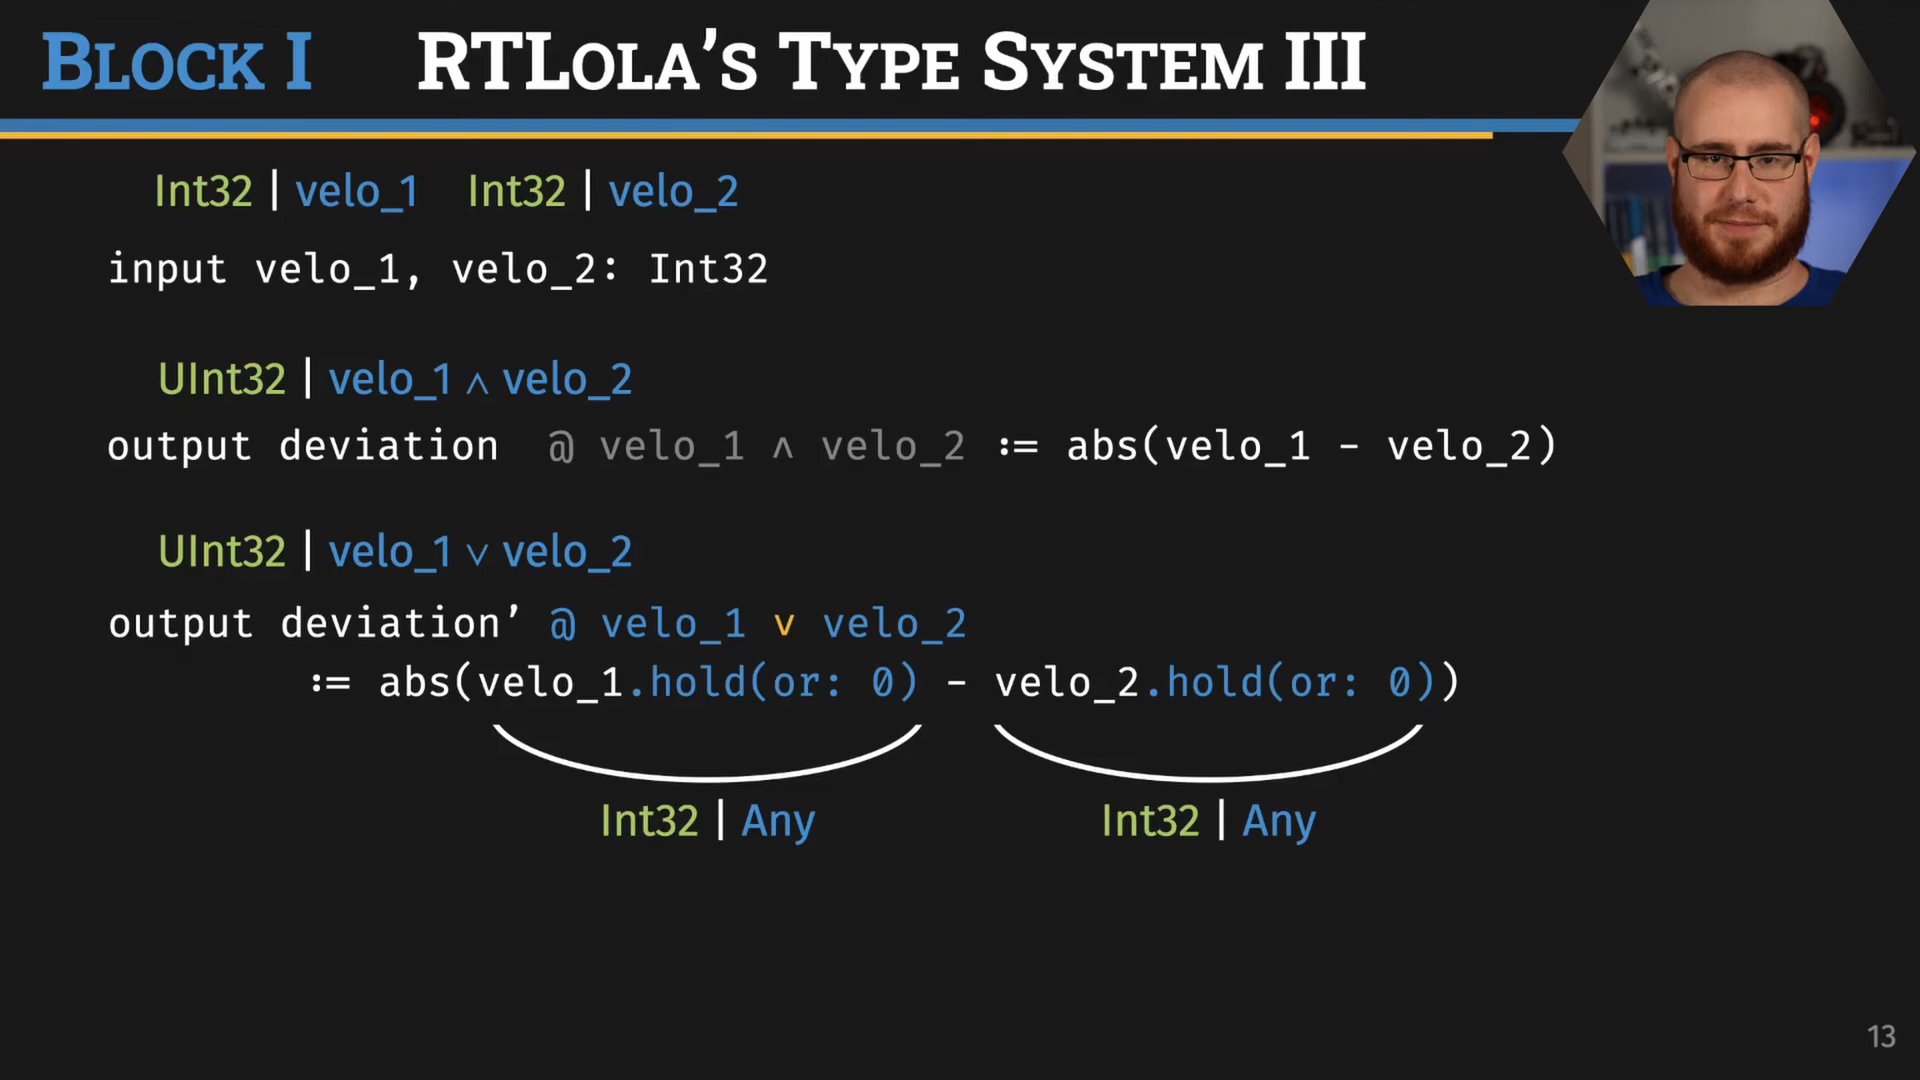 BLOCK I RTLOLA’S TYPE SYSTEM III
Int32 | velo_1 Int32 | velo_2
input velo_1, velo_2: Int32
UInt32 | velo_1 ∧ velo_2
output deviation @ velo_1 ∧ velo_2 := abs(velo_1 - velo_2)
UInt32 | velo_1 ∨ velo_2
output deviation’ @ velo_1 ∨ velo_2
:= abs(velo_1.hold(or: 0) - velo_2.hold(or: 0))
Int32 | Any Int32 | Any
13